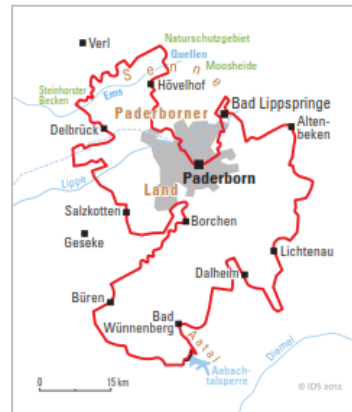 Naturschutzgebiet
Verl
Quellen
Senne
Moosheide
Steinhorster
Becken
Ems
Hövelhof
Paderborner
Bad Lippspringe
Alten-
beken
Delbrück
Lippe
Paderborn
Land
Salzkotten
Borchen
Geseke
Lichtenau
Dalheim
Büren
Bad
Wünnenberg
Aatal
Diemel
Aabach-
talsperre
© IDS 2012
0 15 km